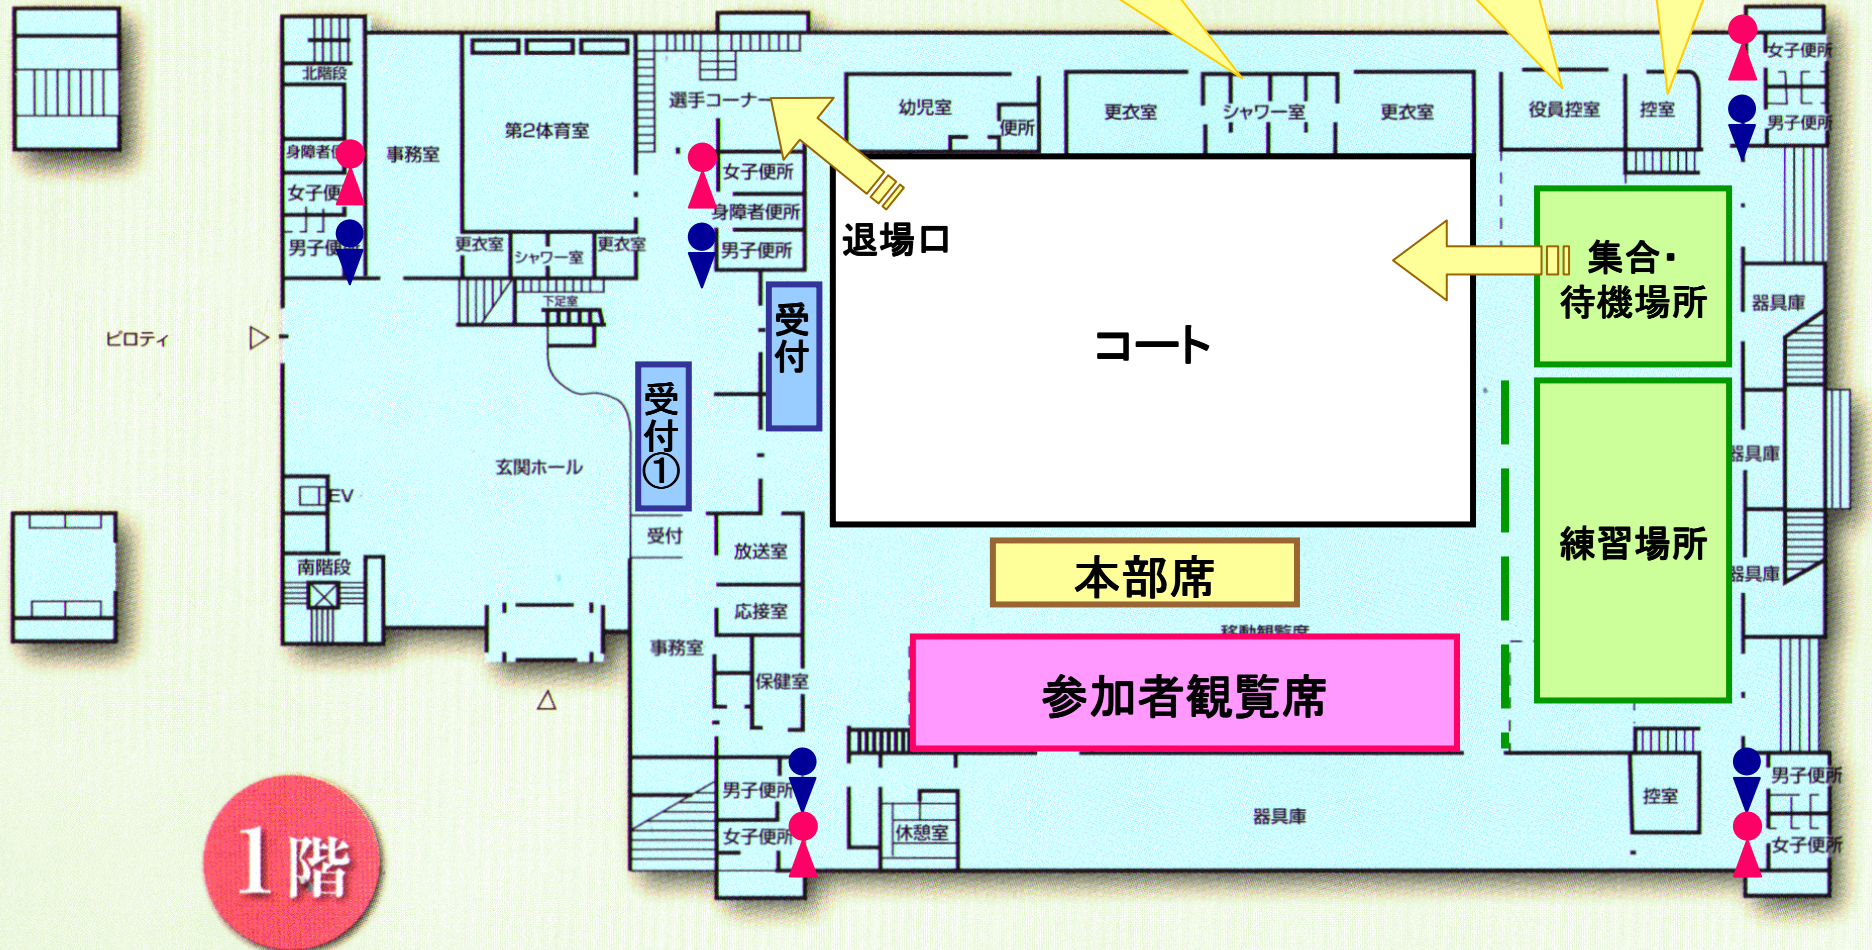 北階段
身障者便
女子便
男子便所
事務室
第2体育室
更衣室
シャワー室
更衣室
下足室
選手コーナー
女子便所
身障者便所
男子便所
幼児室
便所
更衣室
シャワー室
更衣室
役員控室
控室
女子便所
男子便所
退場口
コート
集合・
待機場所
器具庫
ピロティ
受付
受付①
玄関ホール
EV
南階段
受付
放送室
応接室
事務室
保健室
本部席
移動観覧席
参加者観覧席
練習場所
器具庫
器具庫
男子便所
女子便所
休憩室
器具庫
控室
男子便所
女子便所
1階